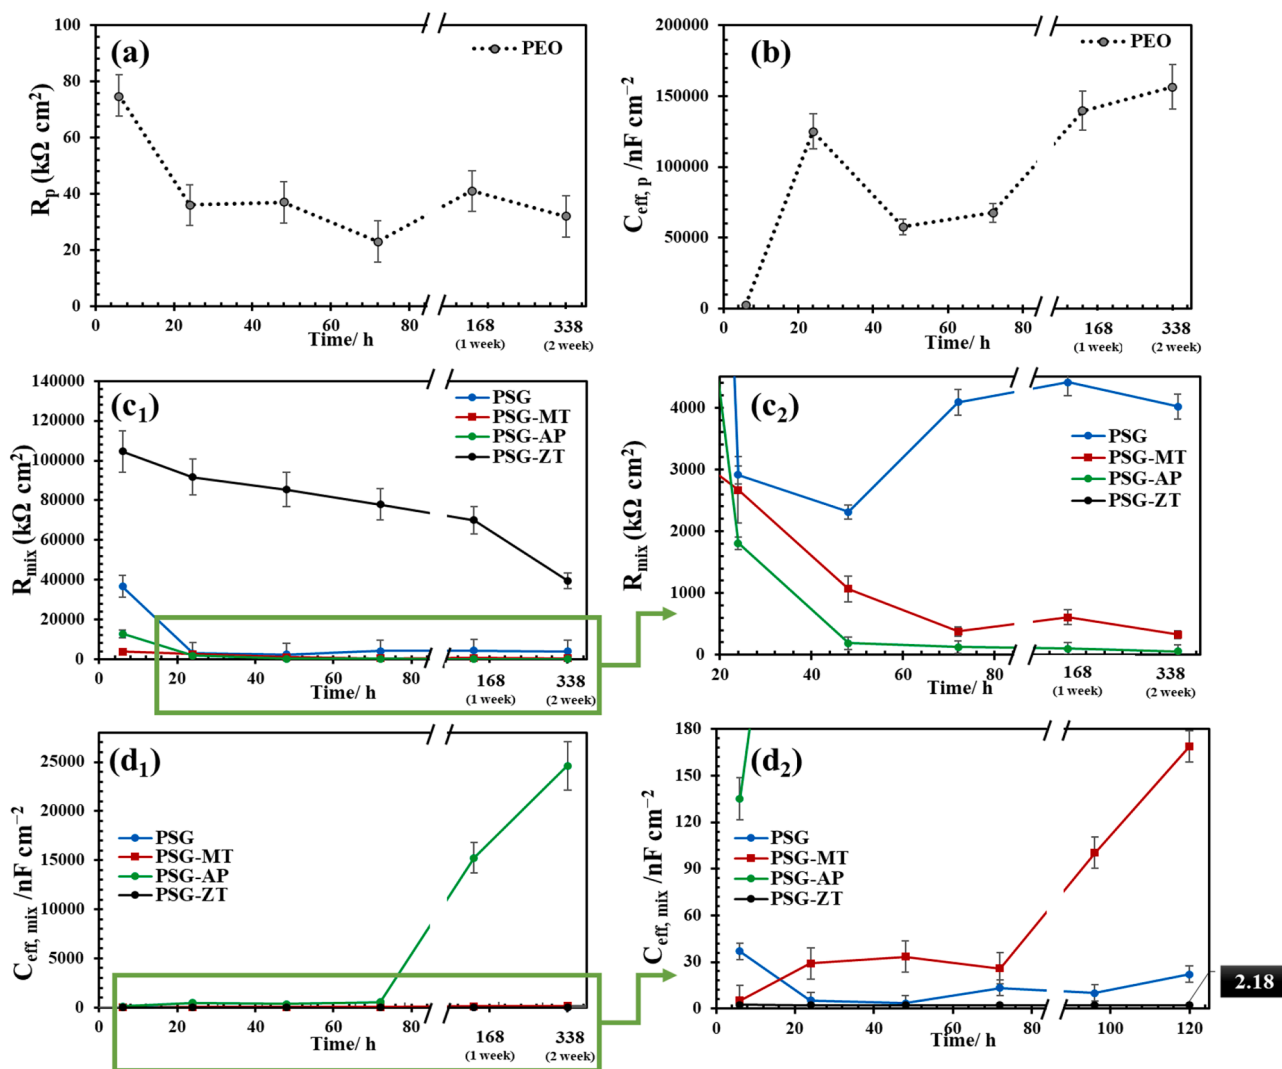 (a)
PEO
100
80
60
40
20
0
R_p (kΩ cm²)
0 20 40 60 80 168 338
(1 week) (2 week)
Time/ h
(b)
PEO
200000
150000
100000
50000
0
C_eff, p /nF cm⁻²
0 20 40 60 80 168 338
(1 week) (2 week)
Time/ h
(c₁)
PSG
PSG-MT
PSG-AP
PSG-ZT
140000
120000
100000
80000
60000
40000
20000
0
R_mix (kΩ cm²)
0 20 40 60 80 168 338
(1 week) (2 week)
Time/ h
(c₂)
PSG
PSG-MT
PSG-AP
PSG-ZT
4000
3000
2000
1000
0
R_mix (kΩ cm²)
20 40 60 80 168 338
(1 week) (2 week)
Time/ h
(d₁)
PSG
PSG-MT
PSG-AP
PSG-ZT
25000
20000
15000
10000
5000
0
C_eff, mix /nF cm⁻²
0 20 40 60 80 168 338
(1 week) (2 week)
Time/ h
(d₂)
PSG
PSG-MT
PSG-AP
PSG-ZT
180
150
120
90
60
30
0
C_eff, mix /nF cm⁻²
0 20 40 60 80 100 120
Time/ h
2.18